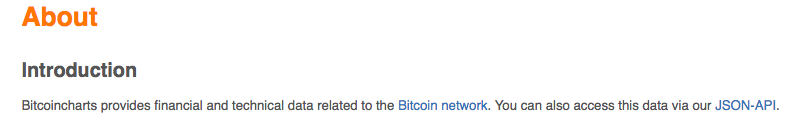 About
Introduction
Bitcoincharts provides financial and technical data related to the Bitcoin network. You can also access this data via our JSON-API.